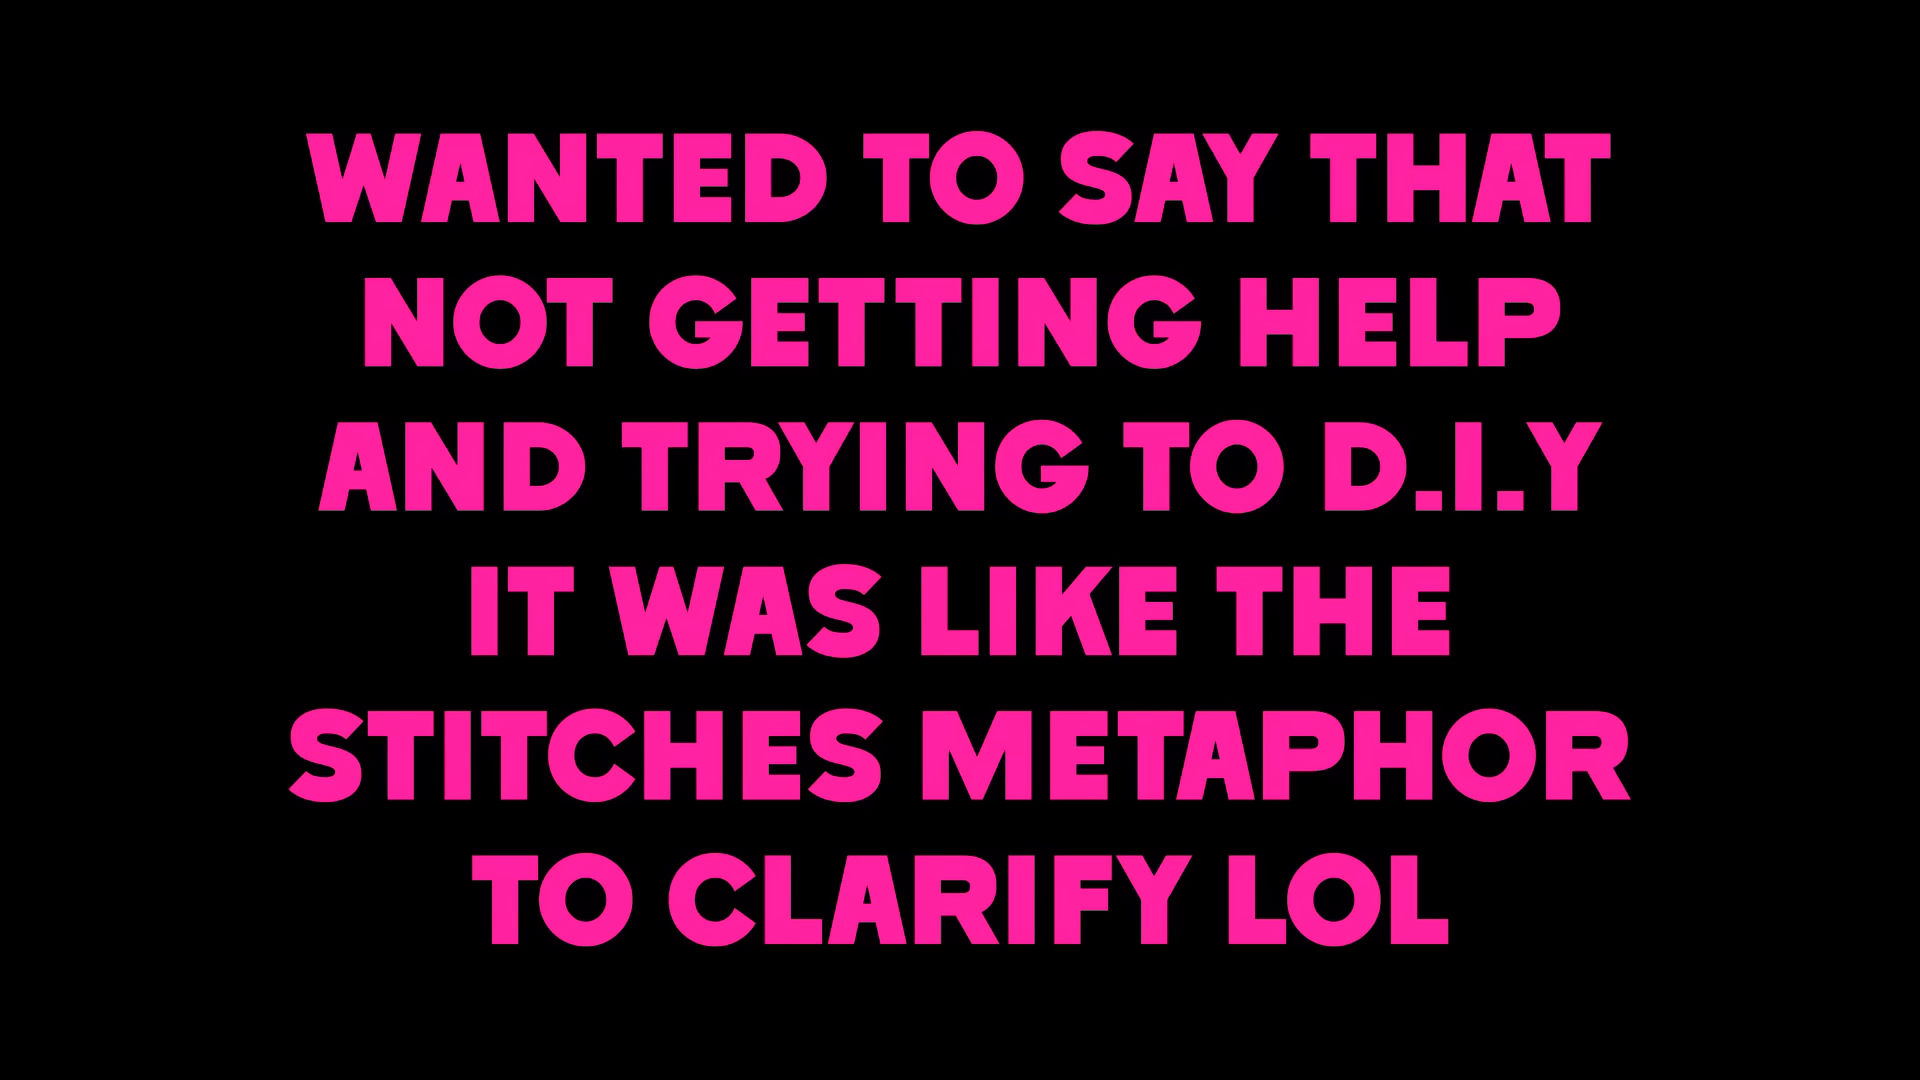 WANTED TO SAY THAT
NOT GETTING HELP
AND TRYING TO D.I.Y
IT WAS LIKE THE
STITCHES METAPHOR
TO CLARIFY LOL